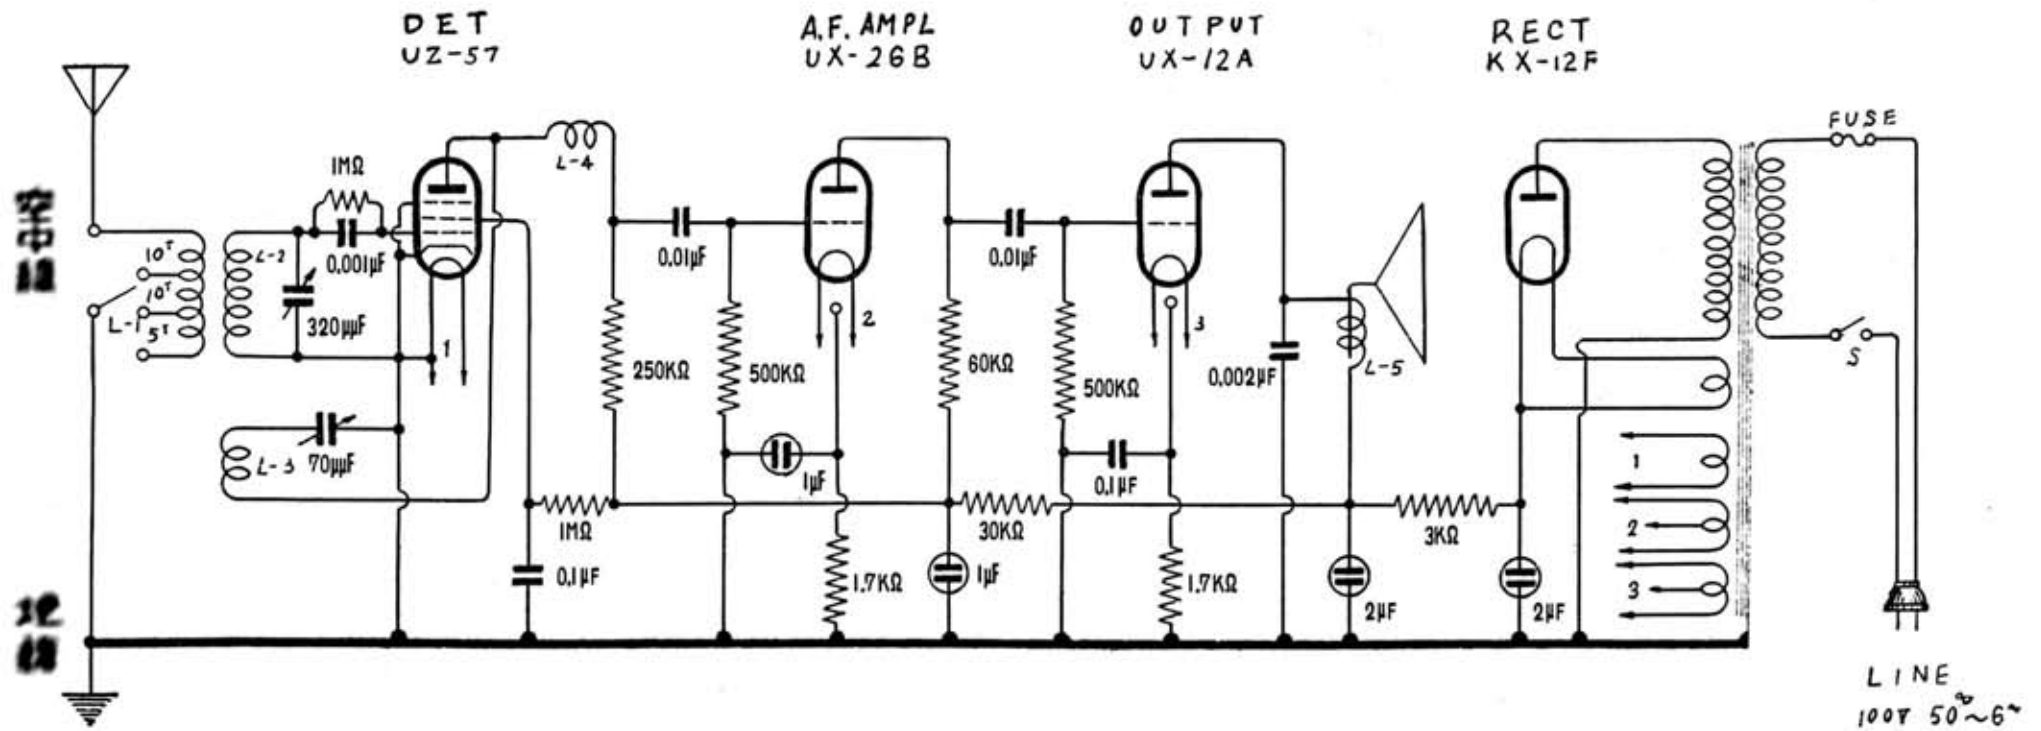 DET
UZ-57
A.F. AMPL
UX-26B
OUTPUT
UX-12A
RECT
KX-12F
FUSE
L-4
1MΩ
10T
10T
5T
L-1
L-2
0.001μF
320μμF
1
L-3
70μμF
0.01μF
250KΩ
500KΩ
2
1μF
0.01μF
60KΩ
500KΩ
3
0.1μF
0.002μF
L-5
S
1MΩ
0.1μF
1.7KΩ
30KΩ
1μF
1.7KΩ
3KΩ
2μF
2μF
1
2
3
LINE
100V 50~6~